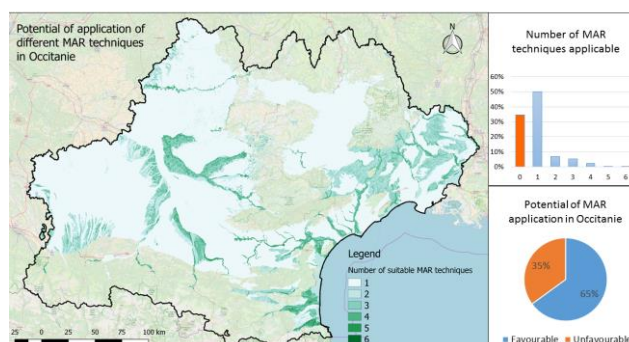 Potential of application of
different MAR techniques
in Occitanie
N
Legend
Number of suitable MAR techniques
1
2
3
4
5
6
25 0 25 50 75 100 km
Number of MAR
techniques applicable
60%
50%
40%
30%
20%
10%
0%
0 1 2 3 4 5 6
Potential of MAR
application in Occitanie
35%
65%
Favourable Unfavourable